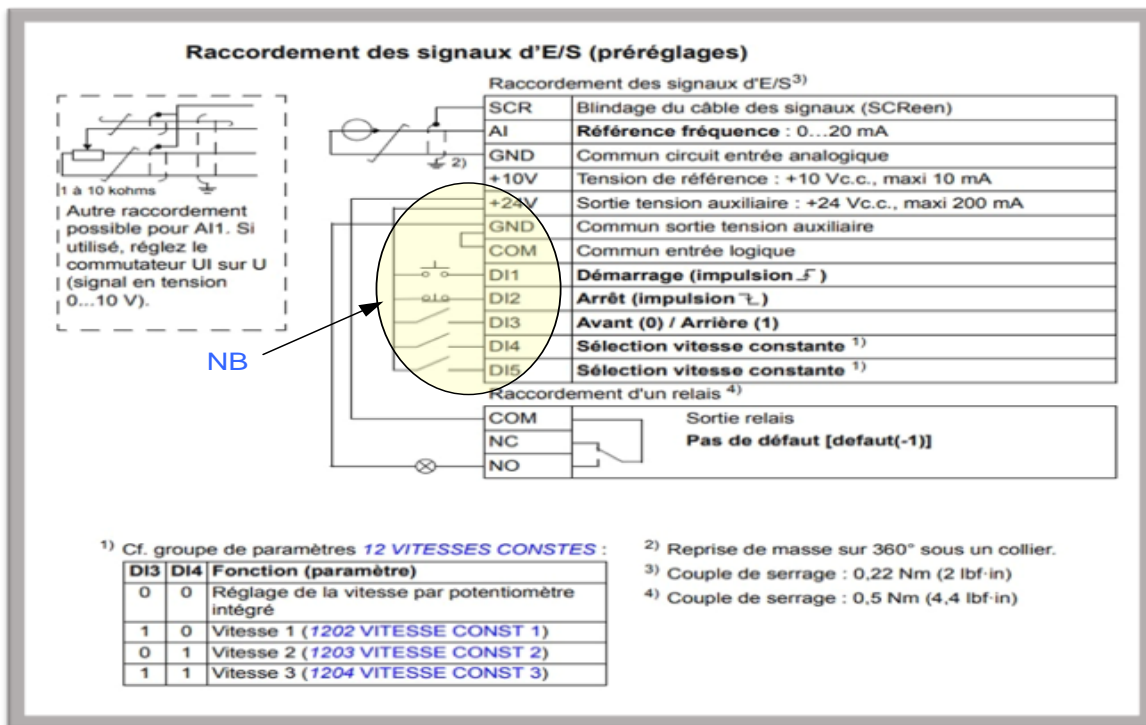 Raccordement des signaux d'E/S (préréglages)
Raccordement des signaux d'E/S3)
SCR Blindage du câble des signaux (SCReen)
AI Référence fréquence : 0...20 mA
GND Commun circuit entrée analogique
+10V Tension de référence : +10 Vc.c., maxi 10 mA
+24V Sortie tension auxiliaire : +24 Vc.c., maxi 200 mA
GND Commun sortie tension auxiliaire
COM Commun entrée logique
DI1 Démarrage (impulsion )
DI2 Arrêt (impulsion )
DI3 Avant (0) / Arrière (1)
DI4 Sélection vitesse constante 1)
DI5 Sélection vitesse constante 1)
2)
1 à 10 kohms
Autre raccordement
possible pour AI1. Si
utilisé, réglez le
commutateur UI sur U
(signal en tension
0...10 V).
NB
Raccordement d'un relais 4)
COM Sortie relais
NC Pas de défaut [defaut(-1)]
NO
1) Cf. groupe de paramètres 12 VITESSES CONSTES :
DI3 DI4 Fonction (paramètre)
0 0 Réglage de la vitesse par potentiomètre
intégré
1 0 Vitesse 1 (1202 VITESSE CONST 1)
0 1 Vitesse 2 (1203 VITESSE CONST 2)
1 1 Vitesse 3 (1204 VITESSE CONST 3)
2) Reprise de masse sur 360° sous un collier.
3) Couple de serrage : 0,22 Nm (2 lbf·in)
4) Couple de serrage : 0,5 Nm (4,4 lbf·in)